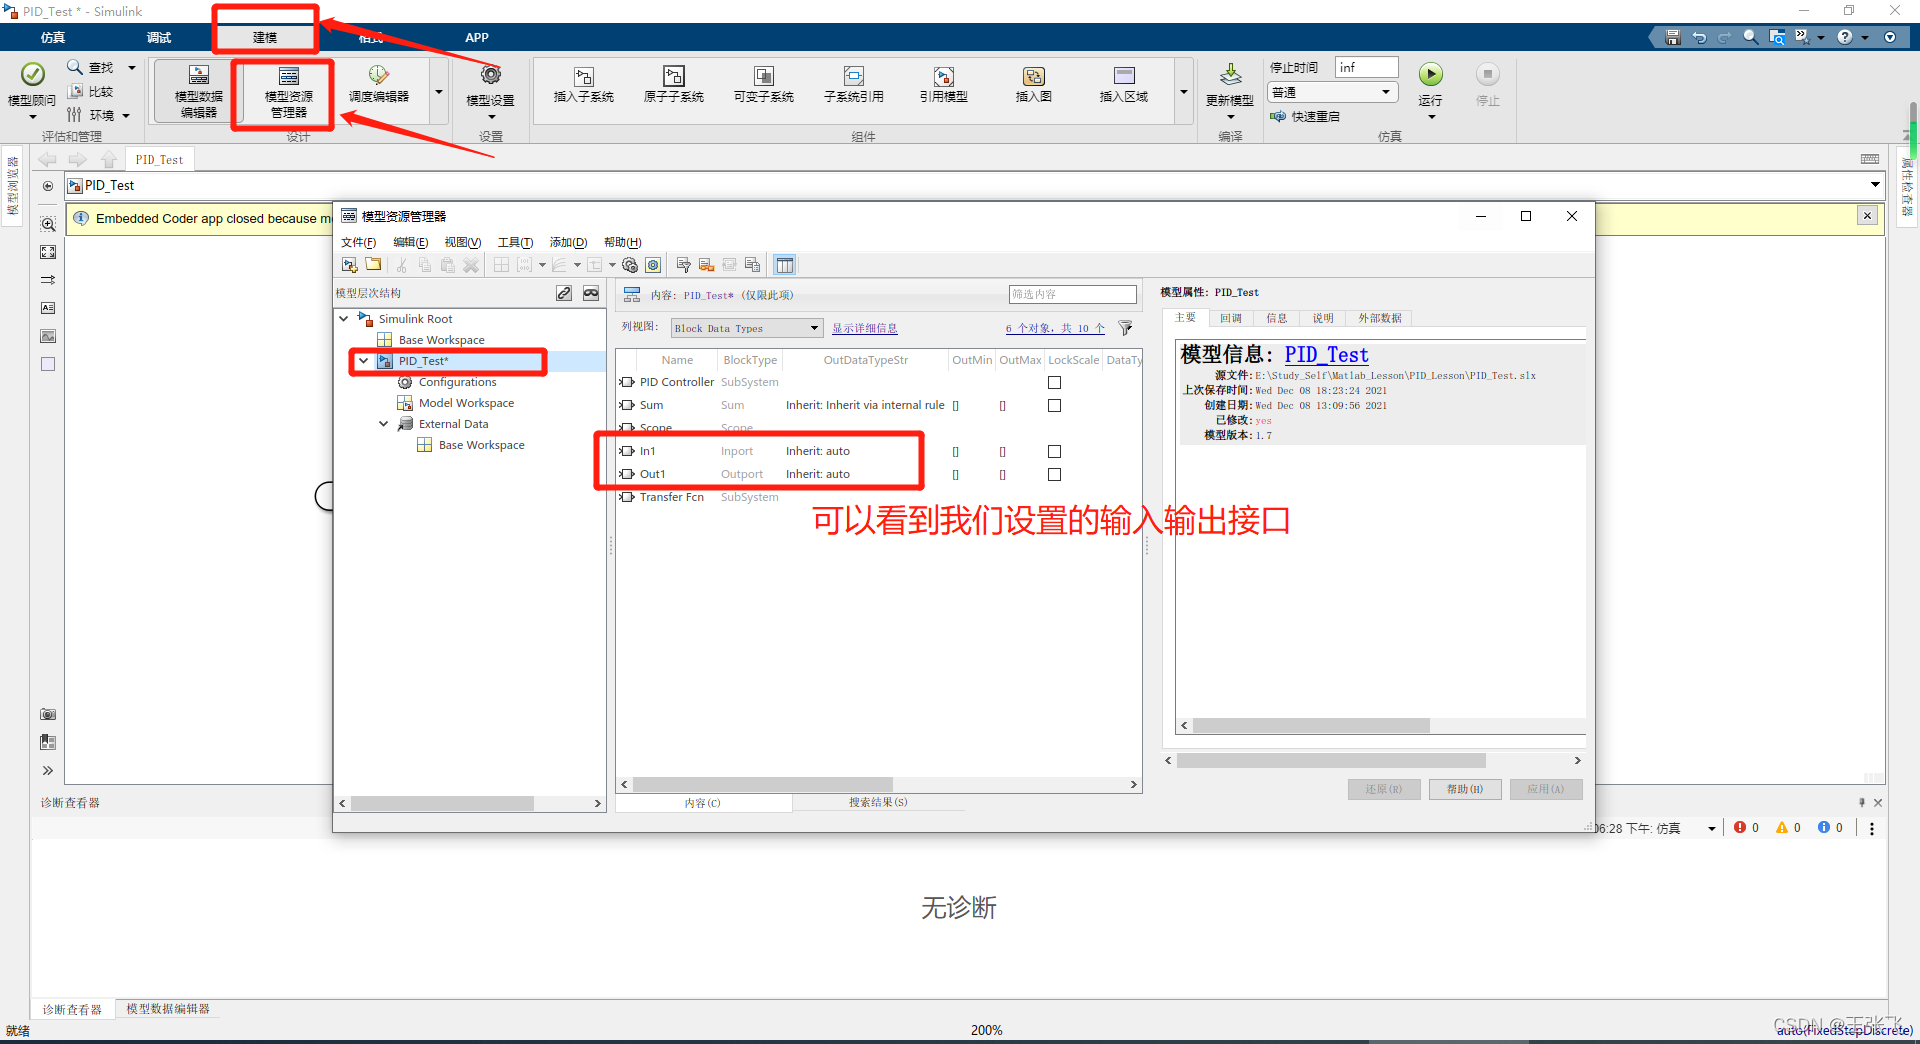 PID_Test * - Simulink
仿真 调试 建模 格式 APP
模型顾问
查找
比较
环境
评估和管理
模型数据
编辑器
模型资源
管理器
调度编辑器
设计
模型设置
设置
插入子系统 原子子系统 可变子系统 子系统引用 引用模型 插入图 插入区域
组件
更新模型
编译
停止时间 inf
普通
快速重启
运行
停止
仿真
模型浏览器
PID_Test
PID_Test
属性检查器
Embedded Coder app closed because m
模型资源管理器
文件(F) 编辑(E) 视图(V) 工具(T) 添加(D) 帮助(H)
模型层次结构
Simulink Root
Base Workspace
PID_Test*
Configurations
Model Workspace
External Data
Base Workspace
内容: PID_Test* (仅限此项)
筛选内容
列视图: Block Data Types 显示详细信息 6 个对象，共 10 个
Name BlockType OutDataTypeStr OutMin OutMax LockScale DataTy
PID Controller SubSystem
Sum Sum Inherit: Inherit via internal rule [] []
Scope Scope
In1 Inport Inherit: auto [] []
Out1 Outport Inherit: auto [] []
Transfer Fcn SubSystem
可以看到我们设置的输入输出接口
内容(C) 搜索结果(S)
模型属性: PID_Test
主要 回调 信息 说明 外部数据
模型信息: PID_Test
源文件:E:\Study_Self\Matlab_Lesson\PID_Lesson\PID_Test.slx
上次保存时间:Wed Dec 08 18:23:24 2021
创建日期:Wed Dec 08 13:09:56 2021
已修改:yes
模型版本:1.7
还原(R) 帮助(H) 应用(A)
诊断查看器
06:28 下午: 仿真 0 0 0
无诊断
诊断查看器 模型数据编辑器
就绪 200% auto(FixedStepDiscrete)
CSDN @王张飞